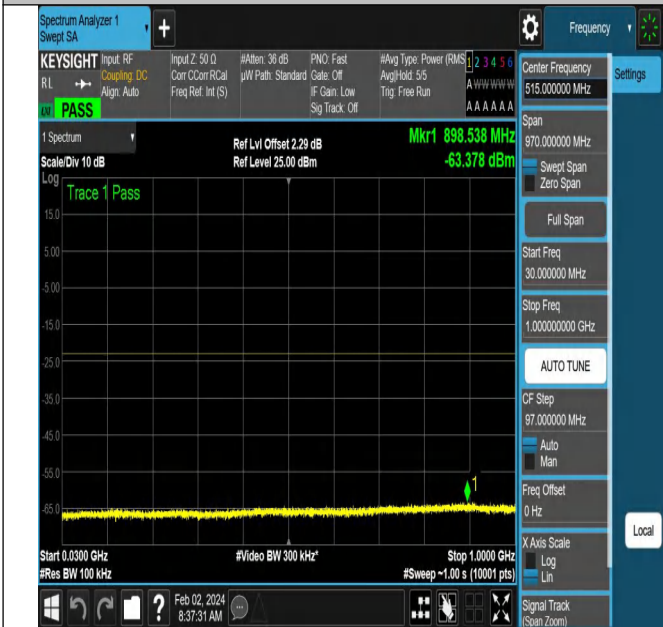 Spectrum Analyzer 1
Swept SA
+
Frequency
KEYSIGHT Input: RF Input Z: 50 Ω #Atten: 36 dB PNO: Fast #Avg Type: Power (RMS 1 2 3 4 5 6
RL Coupling: DC Corr CCorr RCal µW Path: Standard Gate: Off Avg|Hold: 5/5 A W W W W W
Align: Auto Freq Ref: Int (S) IF Gain: Low Trig: Free Run
Sig Track: Off A A A A A A
PASS
1 Spectrum
Scale/Div 10 dB
Ref Lvl Offset 2.29 dB
Ref Level 25.00 dBm
Mkr1 898.538 MHz
-63.378 dBm
Log
Trace 1 Pass
15.0
5.00
-5.00
-15.0
-25.0
-35.0
-45.0
-55.0
-65.0
1
Start 0.0300 GHz #Video BW 300 kHz* Stop 1.0000 GHz
#Res BW 100 kHz #Sweep ~1.00 s (10001 pts)
? Feb 02, 2024
8:37:31 AM
Center Frequency
515.000000 MHz
Settings
Span
970.000000 MHz
Swept Span
Zero Span
Full Span
Start Freq
30.000000 MHz
Stop Freq
1.000000000 GHz
AUTO TUNE
CF Step
97.000000 MHz
Auto
Man
Freq Offset
0 Hz
Local
X Axis Scale
Log
Lin
Signal Track
(Span Zoom)